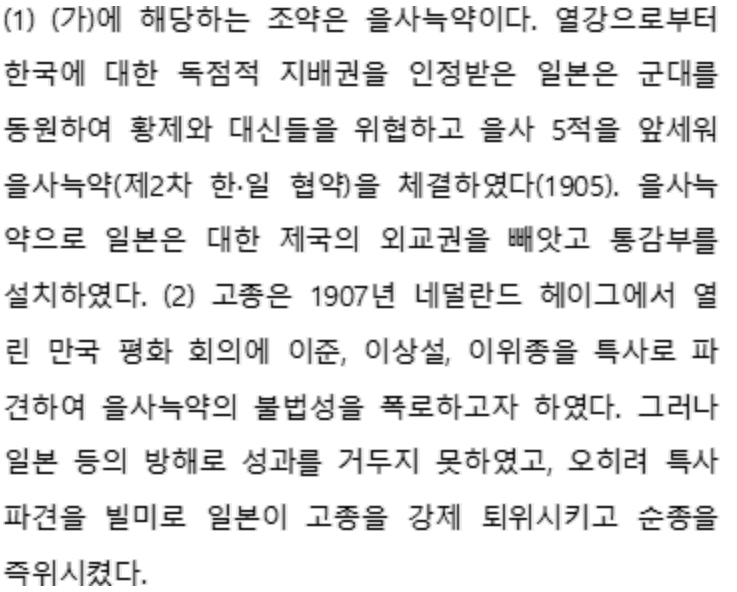 (1) (가)에 해당하는 조약은 을사늑약이다. 열강으로부터
한국에 대한 독점적 지배권을 인정받은 일본은 군대를
동원하여 황제와 대신들을 위협하고 을사 5적을 앞세워
을사늑약(제2차 한·일 협약)을 체결하였다(1905). 을사늑
약으로 일본은 대한 제국의 외교권을 빼앗고 통감부를
설치하였다. (2) 고종은 1907년 네덜란드 헤이그에서 열
린 만국 평화 회의에 이준, 이상설, 이위종을 특사로 파
견하여 을사늑약의 불법성을 폭로하고자 하였다. 그러나
일본 등의 방해로 성과를 거두지 못하였고, 오히려 특사
파견을 빌미로 일본이 고종을 강제 퇴위시키고 순종을
즉위시켰다.